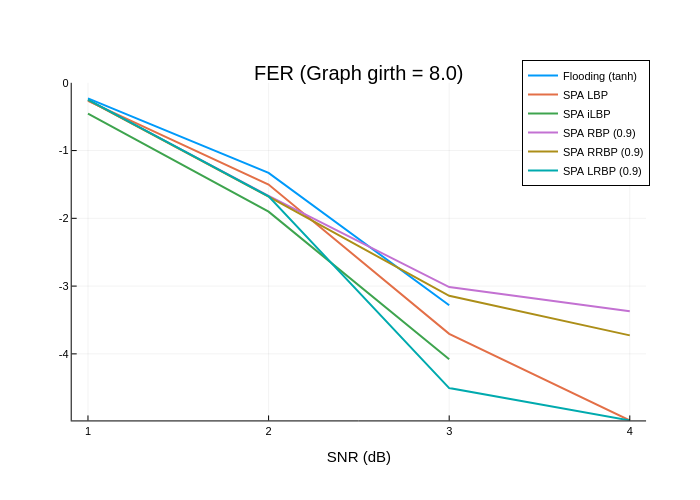 FER (Graph girth = 8.0)
Flooding (tanh)
SPA LBP
SPA iLBP
SPA RBP (0.9)
SPA RRBP (0.9)
SPA LRBP (0.9)
0
-1
-2
-3
-4
1 2 3 4
SNR (dB)